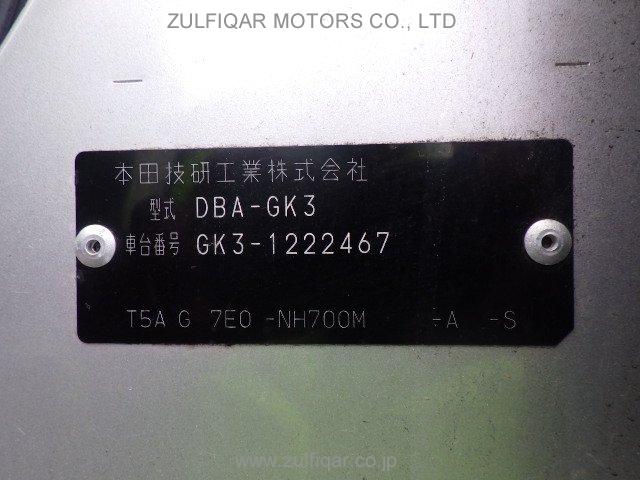 ZULFIQAR MOTORS CO., LTD
本田技研工業株式会社
型式 DBA-GK3
車台番号 GK3-1222467
T5A G 7E0 -NH700M -A -S
www.zulfiqar.co.jp